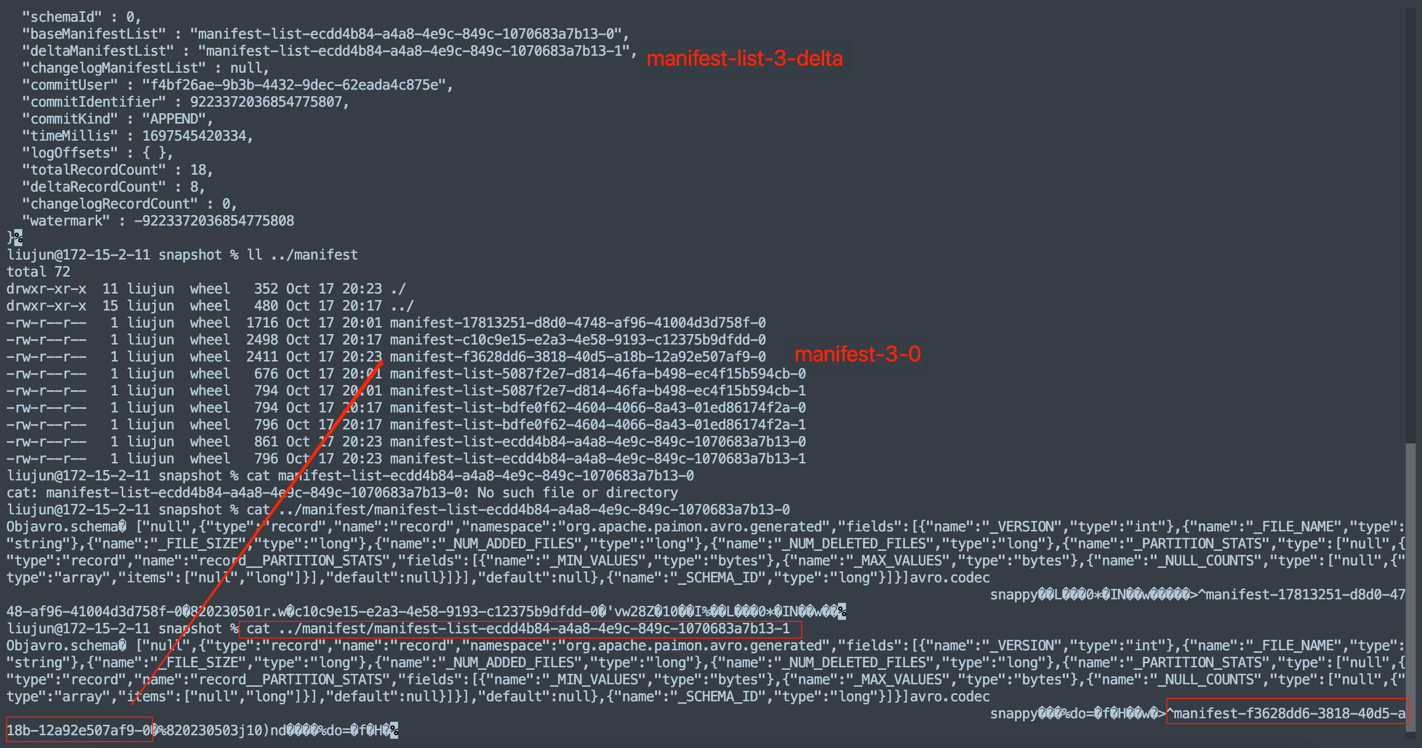 "schemaId" : 0,
"baseManifestList" : "manifest-list-ecdd4b84-a4a8-4e9c-849c-1070683a7b13-0",
"deltaManifestList" : "manifest-list-ecdd4b84-a4a8-4e9c-849c-1070683a7b13-1",
manifest-list-3-delta
"changelogManifestList" : null,
"commitUser" : "f4bf26ae-9b3b-4432-9dec-62eada4c875e",
"commitIdentifier" : 9223372036854775807,
"commitKind" : "APPEND",
"timeMillis" : 1697545420334,
"logOffsets" : { },
"totalRecordCount" : 18,
"deltaRecordCount" : 8,
"changelogRecordCount" : 0,
"watermark" : -9223372036854775808
}%
liujun@172-15-2-11 snapshot % ll ../manifest
total 72
drwxr-xr-x  11 liujun  wheel   352 Oct 17 20:23 ./
drwxr-xr-x  15 liujun  wheel   480 Oct 17 20:17 ../
-rw-r--r--   1 liujun  wheel  1716 Oct 17 20:01 manifest-17813251-d8d0-4748-af96-41004d3d758f-0
-rw-r--r--   1 liujun  wheel  2498 Oct 17 20:17 manifest-c10c9e15-e2a3-4e58-9193-c12375b9dfdd-0
-rw-r--r--   1 liujun  wheel  2411 Oct 17 20:23 manifest-f3628dd6-3818-40d5-a18b-12a92e507af9-0
manifest-3-0
-rw-r--r--   1 liujun  wheel   676 Oct 17 20:01 manifest-list-5087f2e7-d814-46fa-b498-ec4f15b594cb-0
-rw-r--r--   1 liujun  wheel   794 Oct 17 20:01 manifest-list-5087f2e7-d814-46fa-b498-ec4f15b594cb-1
-rw-r--r--   1 liujun  wheel   794 Oct 17 20:17 manifest-list-bdfe0f62-4604-4066-8a43-01ed86174f2a-0
-rw-r--r--   1 liujun  wheel   796 Oct 17 20:17 manifest-list-bdfe0f62-4604-4066-8a43-01ed86174f2a-1
-rw-r--r--   1 liujun  wheel   861 Oct 17 20:23 manifest-list-ecdd4b84-a4a8-4e9c-849c-1070683a7b13-0
-rw-r--r--   1 liujun  wheel   796 Oct 17 20:23 manifest-list-ecdd4b84-a4a8-4e9c-849c-1070683a7b13-1
liujun@172-15-2-11 snapshot % cat manifest-list-ecdd4b84-a4a8-4e9c-849c-1070683a7b13-0
cat: manifest-list-ecdd4b84-a4a8-4e9c-849c-1070683a7b13-0: No such file or directory
liujun@172-15-2-11 snapshot % cat ../manifest/manifest-list-ecdd4b84-a4a8-4e9c-849c-1070683a7b13-0
Objavro.schema� ["null",{"type":"record","name":"record","namespace":"org.apache.paimon.avro.generated","fields":[{"name":"_VERSION","type":"int"},{"name":"_FILE_NAME","type":
"string"},{"name":"_FILE_SIZE","type":"long"},{"name":"_NUM_ADDED_FILES","type":"long"},{"name":"_NUM_DELETED_FILES","type":"long"},{"name":"_PARTITION_STATS","type":["null",{
"type":"record","name":"record__PARTITION_STATS","fields":[{"name":"_MIN_VALUES","type":"bytes"},{"name":"_MAX_VALUES","type":"bytes"},{"name":"_NULL_COUNTS","type":["null",{"
type":"array","items":["null","long"]}],"default":null}]}],"default":null},{"name":"_SCHEMA_ID","type":"long"}]}]avro.codec
snappy��L���0*�IN��w�����>^manifest-17813251-d8d0-47
48-af96-41004d3d758f-0�820230501r.w�c10c9e15-e2a3-4e58-9193-c12375b9dfdd-0�'vw28Z�10��I%��L���0*�IN��w��%
liujun@172-15-2-11 snapshot % cat ../manifest/manifest-list-ecdd4b84-a4a8-4e9c-849c-1070683a7b13-1
Objavro.schema� ["null",{"type":"record","name":"record","namespace":"org.apache.paimon.avro.generated","fields":[{"name":"_VERSION","type":"int"},{"name":"_FILE_NAME","type":
"string"},{"name":"_FILE_SIZE","type":"long"},{"name":"_NUM_ADDED_FILES","type":"long"},{"name":"_NUM_DELETED_FILES","type":"long"},{"name":"_PARTITION_STATS","type":["null",{
"type":"record","name":"record__PARTITION_STATS","fields":[{"name":"_MIN_VALUES","type":"bytes"},{"name":"_MAX_VALUES","type":"bytes"},{"name":"_NULL_COUNTS","type":["null",{"
type":"array","items":["null","long"]}],"default":null}]}],"default":null},{"name":"_SCHEMA_ID","type":"long"}]}]avro.codec
snappy���%do=�f�H��w�>^manifest-f3628dd6-3818-40d5-a
18b-12a92e507af9-0�%820230503j10)nd����%do=�f�H�%